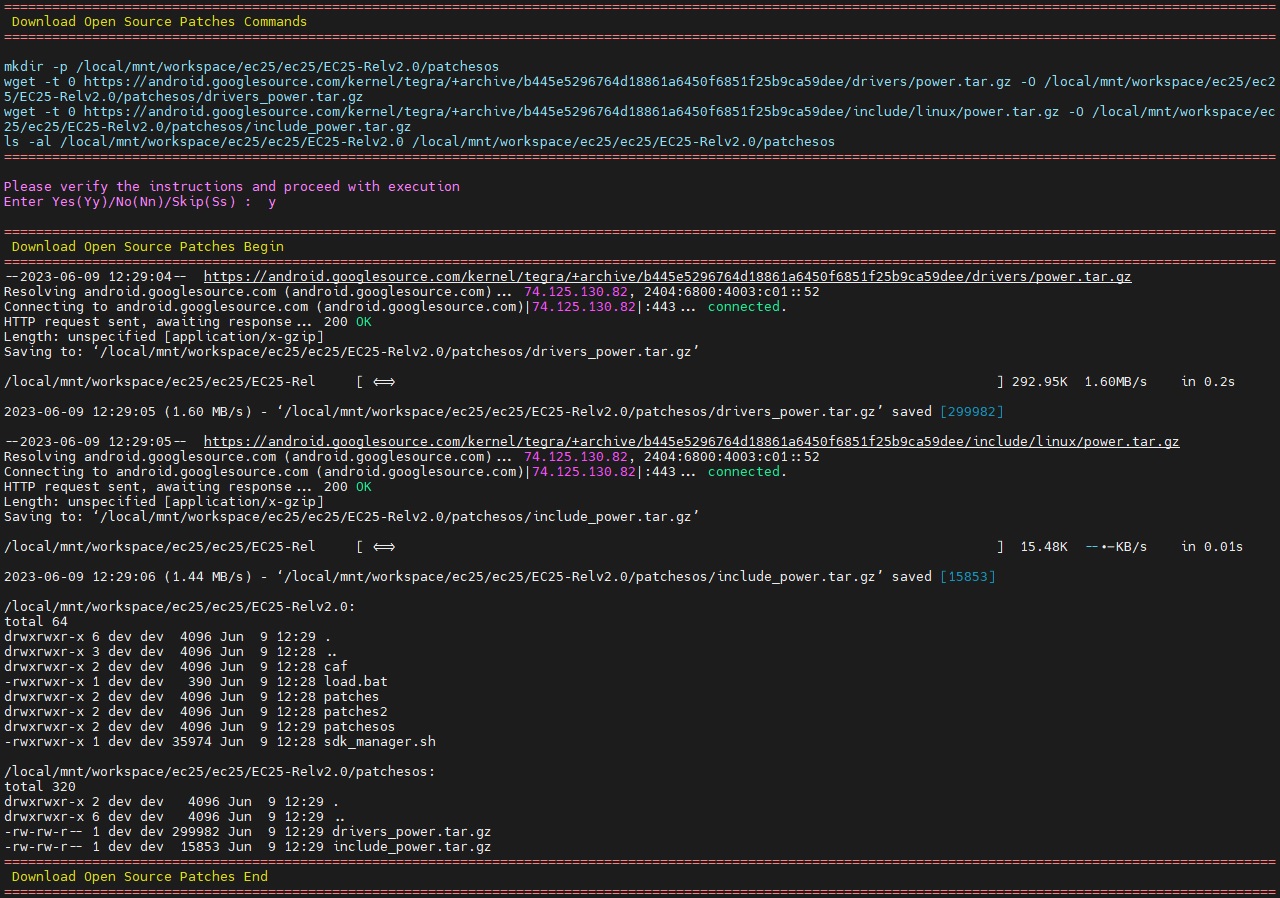 ================================================================================
 Download Open Source Patches Commands
================================================================================
mkdir -p /local/mnt/workspace/ec25/ec25/EC25-Relv2.0/patchesos
wget -t 0 https://android.googlesource.com/kernel/tegra/+archive/b445e5296764d18861a6450f6851f25b9ca59dee/drivers/power.tar.gz -O /local/mnt/workspace/ec25/ec2
5/EC25-Relv2.0/patchesos/drivers_power.tar.gz
wget -t 0 https://android.googlesource.com/kernel/tegra/+archive/b445e5296764d18861a6450f6851f25b9ca59dee/include/linux/power.tar.gz -O /local/mnt/workspace/ec
25/ec25/EC25-Relv2.0/patchesos/include_power.tar.gz
ls -al /local/mnt/workspace/ec25/ec25/EC25-Relv2.0 /local/mnt/workspace/ec25/ec25/EC25-Relv2.0/patchesos
================================================================================
Please verify the instructions and proceed with execution
Enter Yes(Yy)/No(Nn)/Skip(Ss) :  y
================================================================================
 Download Open Source Patches Begin
================================================================================
--2023-06-09 12:29:04--  https://android.googlesource.com/kernel/tegra/+archive/b445e5296764d18861a6450f6851f25b9ca59dee/drivers/power.tar.gz
Resolving android.googlesource.com (android.googlesource.com)... 74.125.130.82, 2404:6800:4003:c01::52
Connecting to android.googlesource.com (android.googlesource.com)|74.125.130.82|:443... connected.
HTTP request sent, awaiting response... 200 OK
Length: unspecified [application/x-gzip]
Saving to: ‘/local/mnt/workspace/ec25/ec25/EC25-Relv2.0/patchesos/drivers_power.tar.gz’
/local/mnt/workspace/ec25/ec25/EC25-Rel     [ <=> ] 292.95K  1.60MB/s    in 0.2s
2023-06-09 12:29:05 (1.60 MB/s) - ‘/local/mnt/workspace/ec25/ec25/EC25-Relv2.0/patchesos/drivers_power.tar.gz’ saved [299982]
--2023-06-09 12:29:05--  https://android.googlesource.com/kernel/tegra/+archive/b445e5296764d18861a6450f6851f25b9ca59dee/include/linux/power.tar.gz
Resolving android.googlesource.com (android.googlesource.com)... 74.125.130.82, 2404:6800:4003:c01::52
Connecting to android.googlesource.com (android.googlesource.com)|74.125.130.82|:443... connected.
HTTP request sent, awaiting response... 200 OK
Length: unspecified [application/x-gzip]
Saving to: ‘/local/mnt/workspace/ec25/ec25/EC25-Relv2.0/patchesos/include_power.tar.gz’
/local/mnt/workspace/ec25/ec25/EC25-Rel     [ <=> ]  15.48K  --•-KB/s    in 0.01s
2023-06-09 12:29:06 (1.44 MB/s) - ‘/local/mnt/workspace/ec25/ec25/EC25-Relv2.0/patchesos/include_power.tar.gz’ saved [15853]
/local/mnt/workspace/ec25/ec25/EC25-Relv2.0:
total 64
drwxrwxr-x 6 dev dev  4096 Jun  9 12:29 .
drwxrwxr-x 3 dev dev  4096 Jun  9 12:28 ..
drwxrwxr-x 2 dev dev  4096 Jun  9 12:28 caf
-rwxrwxr-x 1 dev dev   390 Jun  9 12:28 load.bat
drwxrwxr-x 2 dev dev  4096 Jun  9 12:28 patches
drwxrwxr-x 2 dev dev  4096 Jun  9 12:28 patches2
drwxrwxr-x 2 dev dev  4096 Jun  9 12:29 patchesos
-rwxrwxr-x 1 dev dev 35974 Jun  9 12:28 sdk_manager.sh
/local/mnt/workspace/ec25/ec25/EC25-Relv2.0/patchesos:
total 320
drwxrwxr-x 2 dev dev   4096 Jun  9 12:29 .
drwxrwxr-x 6 dev dev   4096 Jun  9 12:29 ..
-rw-rw-r-- 1 dev dev 299982 Jun  9 12:29 drivers_power.tar.gz
-rw-rw-r-- 1 dev dev  15853 Jun  9 12:29 include_power.tar.gz
================================================================================
 Download Open Source Patches End
================================================================================